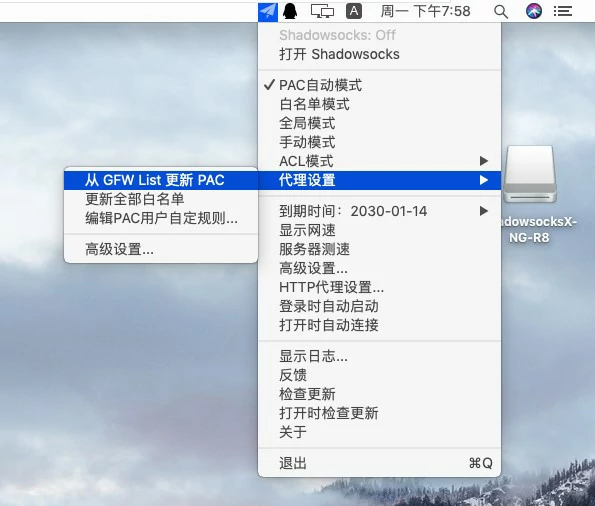 A 周一 下午7:58
Shadowsocks: Off
打开 Shadowsocks
✓ PAC自动模式
白名单模式
全局模式
手动模式
ACL模式
代理设置
从 GFW List 更新 PAC
更新全部白名单
编辑PAC用户自定规则...
高级设置...
到期时间：2030-01-14
显示网速
服务器测速
高级设置...
HTTP代理设置...
登录时自动启动
打开时自动连接
显示日志...
反馈
检查更新
打开时检查更新
关于
退出 ⌘Q
adowsocksX-
NG-R8